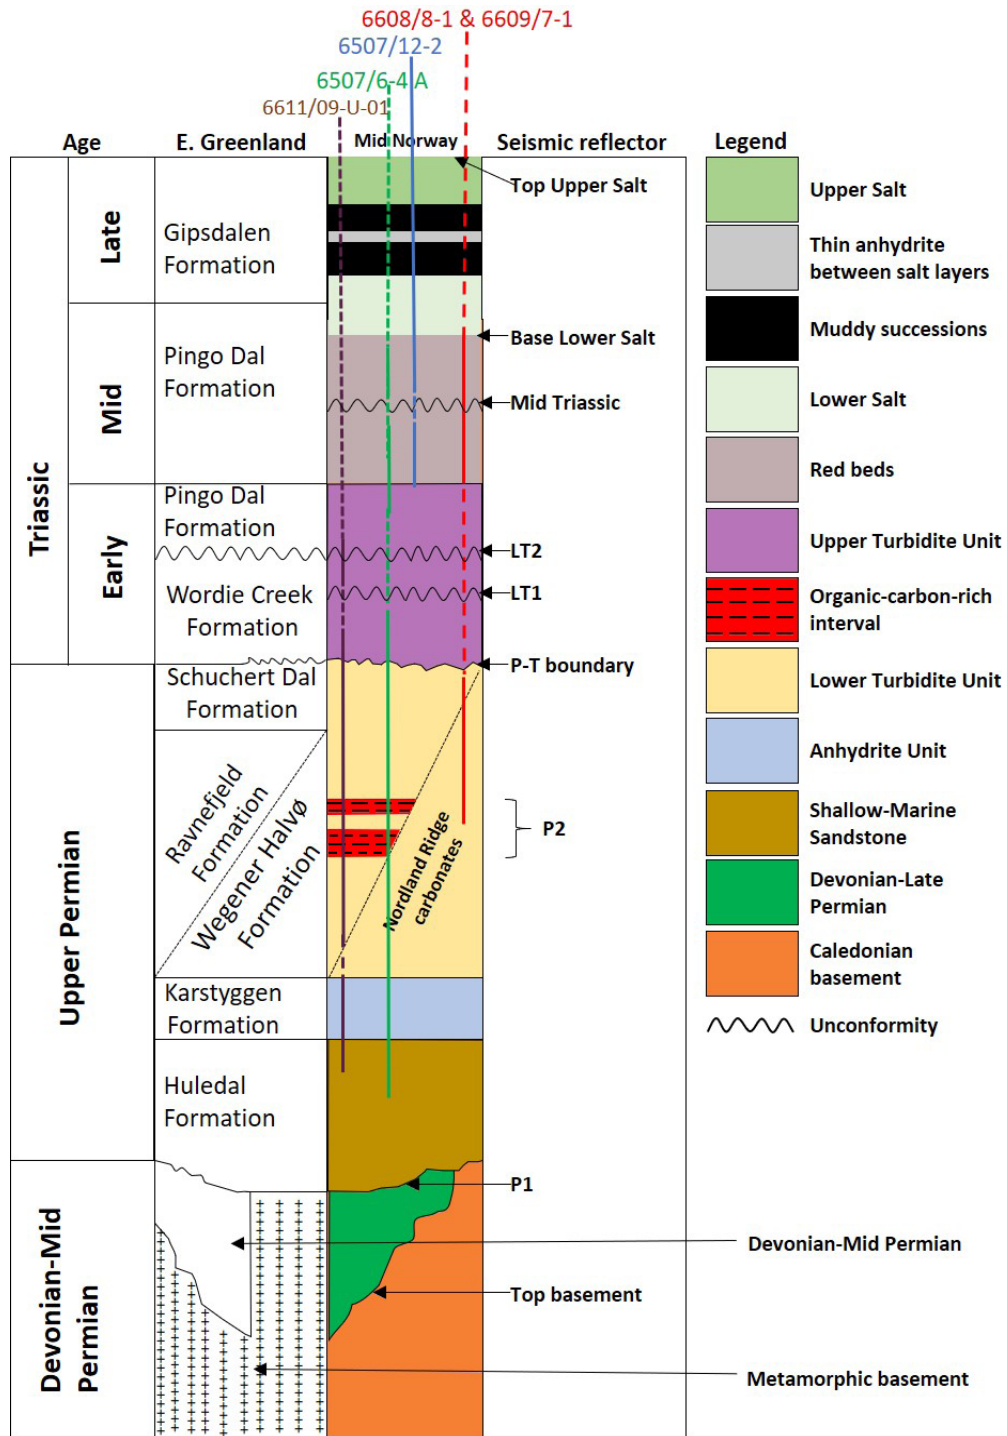 6608/8-1 & 6609/7-1
6507/12-2
6507/6-4 A
6611/09-U-01
Age
E. Greenland
Mid Norway
Seismic reflector
Legend
Triassic
Late
Mid
Early
Upper Permian
Devonian-Mid
Permian
Gipsdalen
Formation
Pingo Dal
Formation
Pingo Dal
Formation
Wordie Creek
Formation
Schuchert Dal
Formation
Ravnefjeld
Formation
Wegener Halvø
Formation
Karstyggen
Formation
Huledal
Formation
Nordland Ridge
carbonates
Top Upper Salt
Base Lower Salt
Mid Triassic
LT2
LT1
P-T boundary
P2
P1
Top basement
Devonian-Mid Permian
Metamorphic basement
Upper Salt
Thin anhydrite
between salt layers
Muddy successions
Lower Salt
Red beds
Upper Turbidite Unit
Organic-carbon-rich
interval
Lower Turbidite Unit
Anhydrite Unit
Shallow-Marine
Sandstone
Devonian-Late
Permian
Caledonian
basement
Unconformity